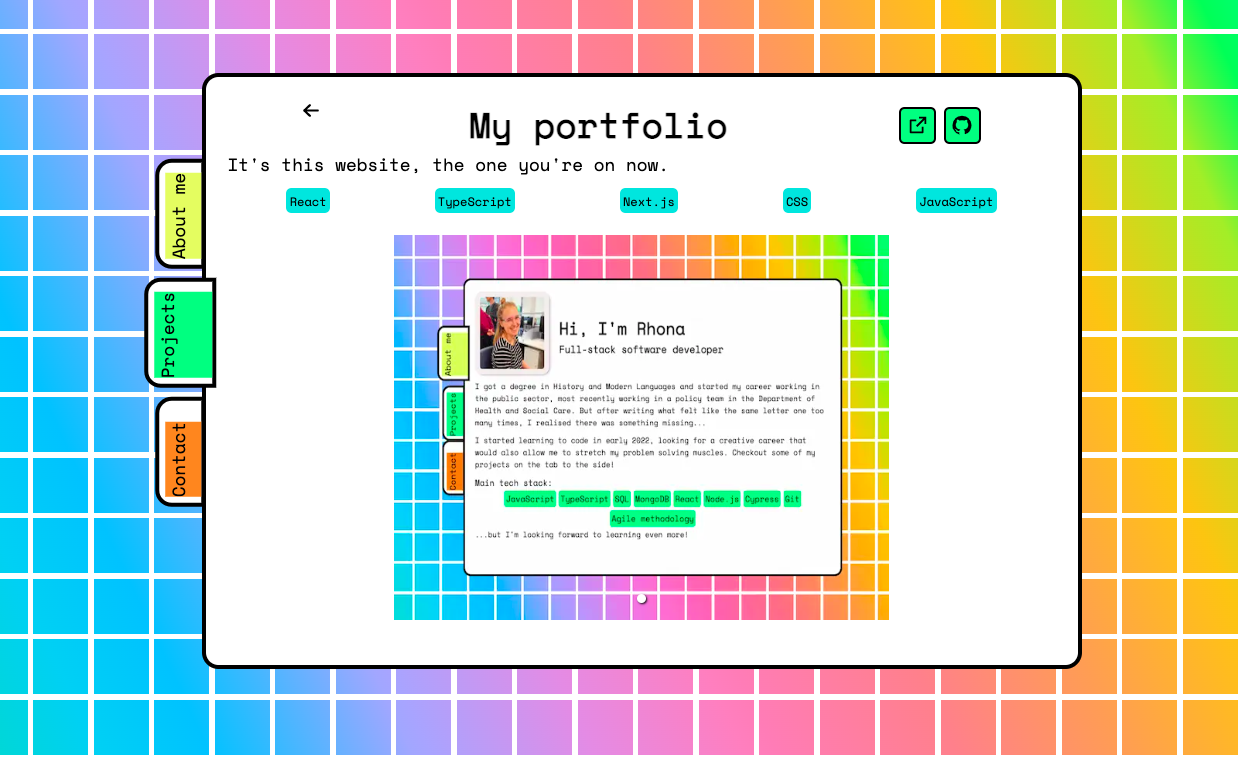 My portfolio
It's this website, the one you're on now.
React TypeScript Next.js CSS JavaScript
About me
Projects
Contact
Hi, I'm Rhona
Full-stack software developer
About me
Projects
Contact
I got a degree in History and Modern Languages and started my career working in
the public sector, most recently working in a policy team in the Department of
Health and Social Care. But after writing what felt like the same letter one too
many times, I realised there was something missing...
I started learning to code in early 2022, looking for a creative career that
would also allow me to stretch my problem solving muscles. Checkout some of my
projects on the tab to the side!
Main tech stack:
JavaScript TypeScript SQL MongoDB React Node.js Cypress Git
Agile methodology
...but I'm looking forward to learning even more!